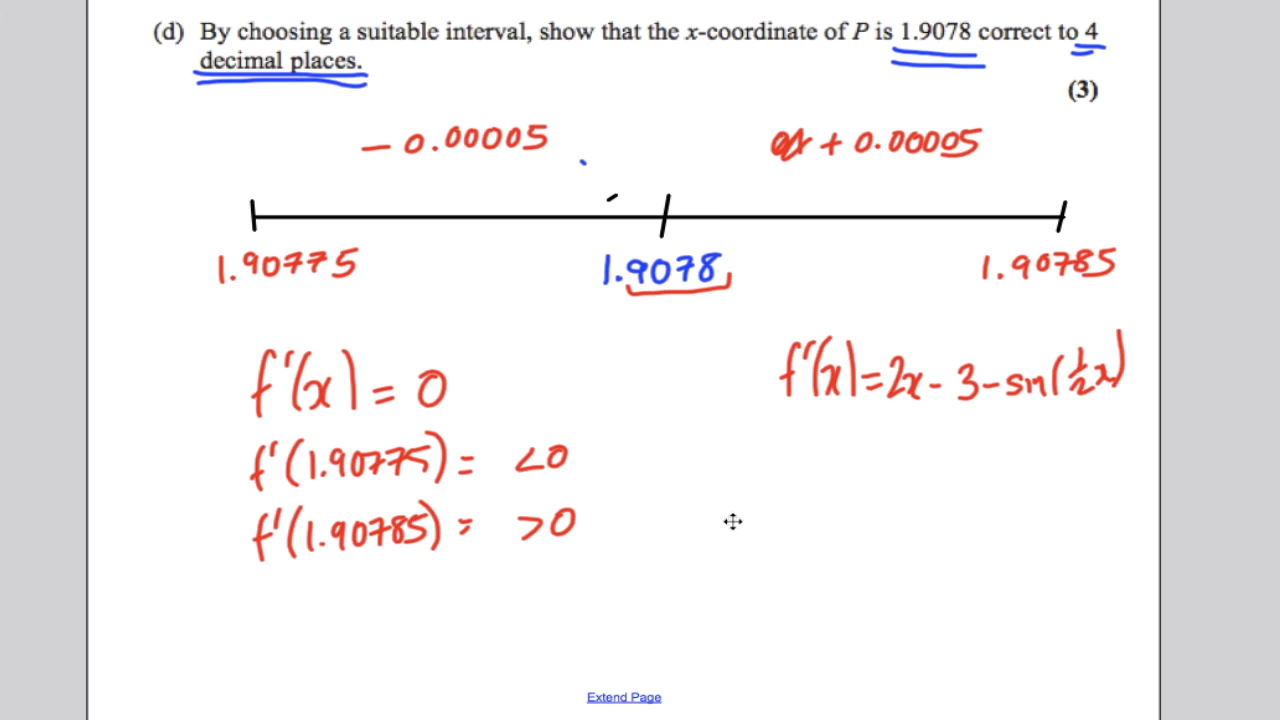 (d) By choosing a suitable interval, show that the x-coordinate of P is 1.9078 correct to 4
decimal places.
(3)
– 0.00005
+ 0.00005
1.90775
1.9078
1.90785
f'(x) = 0
f'(x) = 2x - 3 - sin(½x)
f'(1.90775) = <0
f'(1.90785) = >0
Extend Page